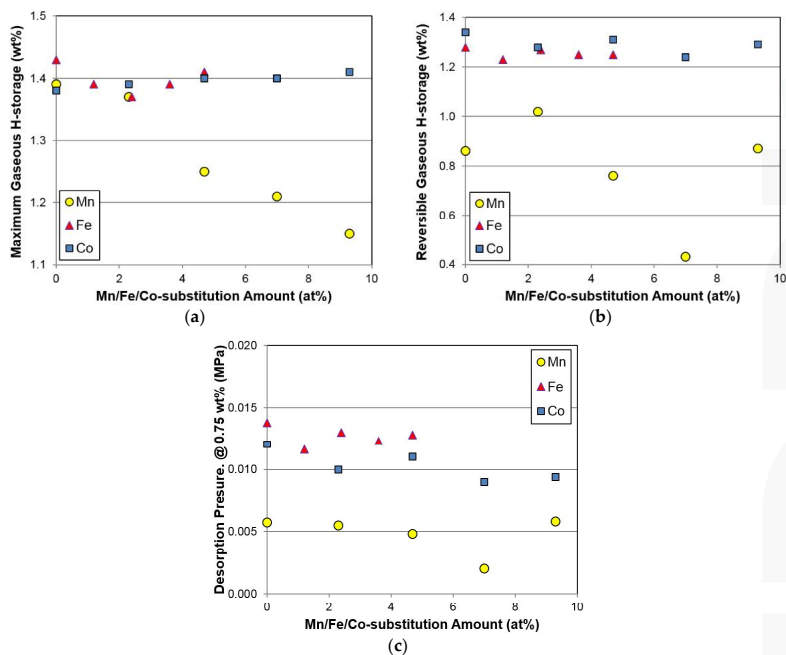 1.5
1.4
1.3
1.2
1.1
Maximum Gaseous H-storage (wt%)
Mn
Fe
Co
0 2 4 6 8 10
Mn/Fe/Co-substitution Amount (at%)
(a)
1.4
1.2
1.0
0.8
0.6
0.4
Reversible Gaseous H-storage (wt%)
Mn
Fe
Co
0 2 4 6 8 10
Mn/Fe/Co-substitution Amount (at%)
(b)
0.020
0.015
0.010
0.005
0.000
Desorption Presure. @ 0.75 wt% (MPa)
Mn
Fe
Co
0 2 4 6 8 10
Mn/Fe/Co-substitution Amount (at%)
(c)